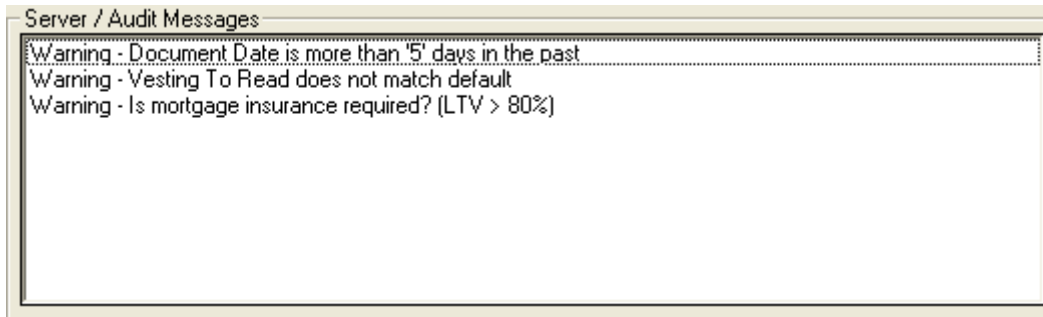 Server / Audit Messages
Warning - Document Date is more than '5' days in the past
Warning - Vesting To Read does not match default
Warning - Is mortgage insurance required? (LTV > 80%)